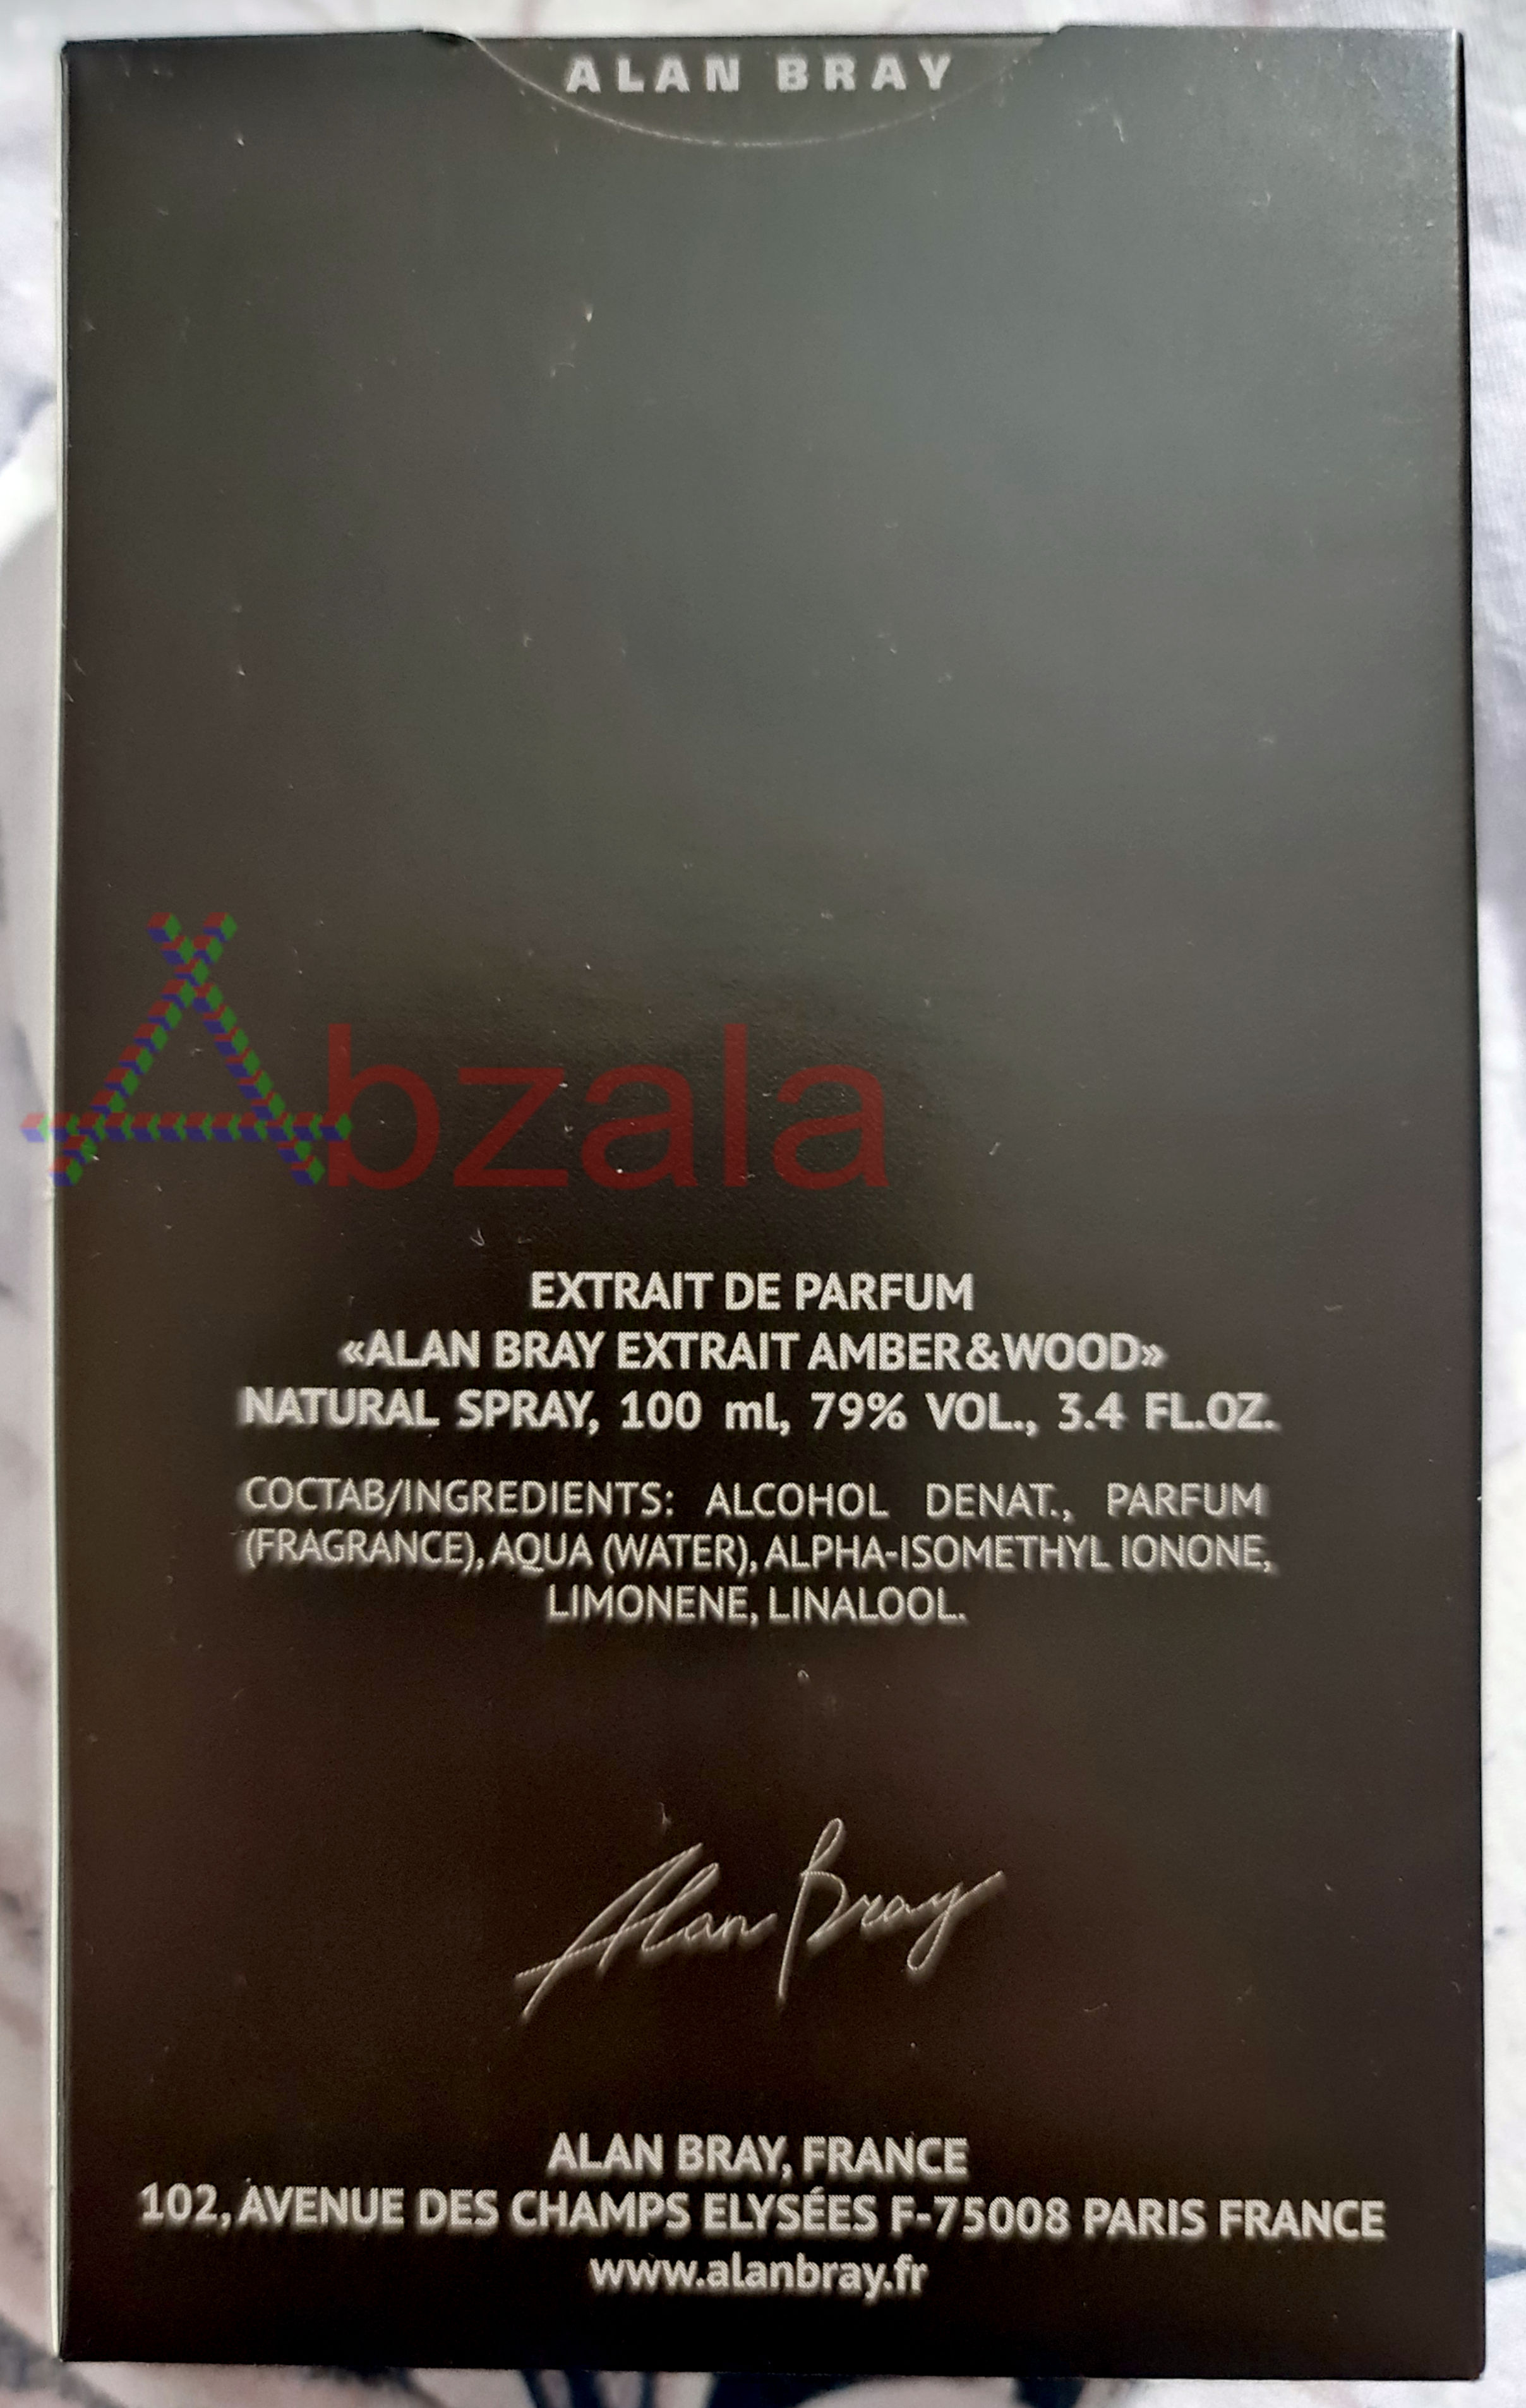 ALAN BRAY
Abzala
EXTRAIT DE PARFUM
«ALAN BRAY EXTRAIT AMBER&WOOD»
NATURAL SPRAY, 100 ml, 79% VOL., 3.4 FL.OZ.
СОСТАВ/INGREDIENTS: ALCOHOL DENAT., PARFUM
(FRAGRANCE), AQUA (WATER), ALPHA-ISOMETHYL IONONE,
LIMONENE, LINALOOL.
Alan Bray
ALAN BRAY, FRANCE
102, AVENUE DES CHAMPS ELYSÉES F-75008 PARIS FRANCE
www.alanbray.fr